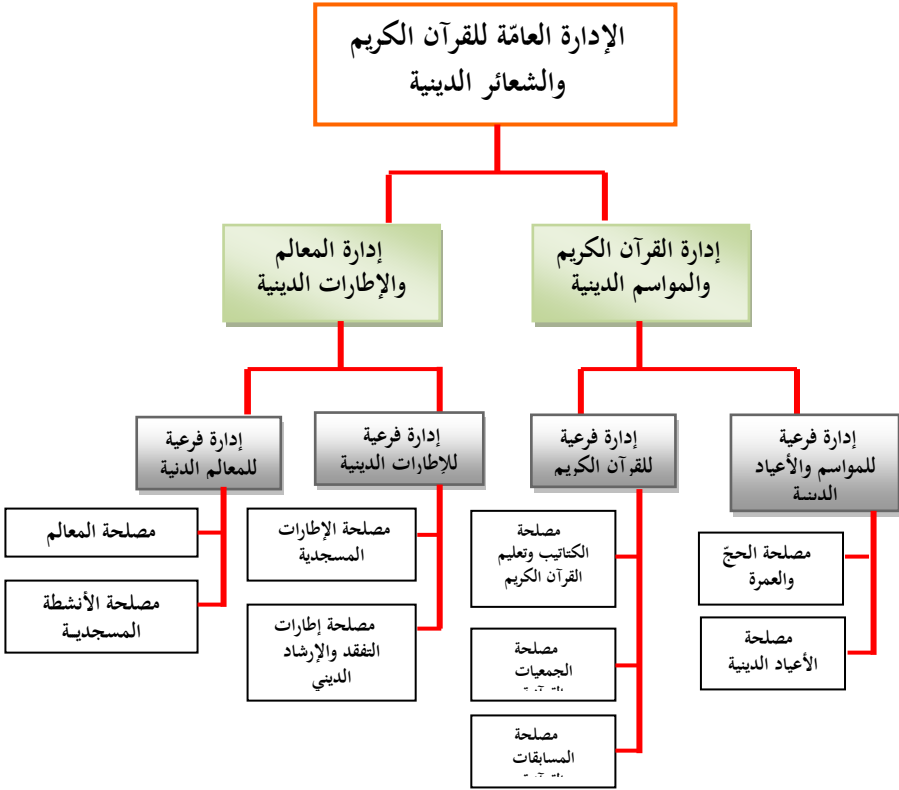 الإدارة العامّة للقرآن الكريم
والشعائر الدينية
إدارة القرآن الكريم
والمواسم الدينية
إدارة المعالم
والإطارات الدينية
إدارة فرعية
للمواسم والأعياد
الدينية
إدارة فرعية
للقرآن الكريم
إدارة فرعية
للإطارات الدينية
إدارة فرعية
للمعالم الدنية
مصلحة الحجّ
والعمرة
مصلحة
الأعياد الدينية
مصلحة
الكتاتيب وتعليم
القرآن الكريم
مصلحة
الجمعيات
مصلحة
المسابقات
مصلحة الإطارات
المسجدية
مصلحة إطارات
التفقد والإرشاد
الديني
مصلحة المعالم
مصلحة الأنشطة
المسجديـة